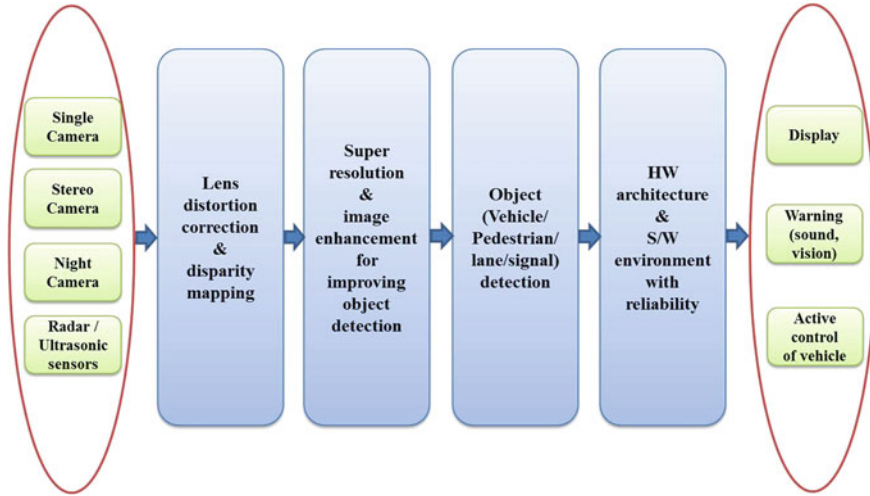 Single
Camera
Stereo
Camera
Night
Camera
Radar /
Ultrasonic
sensors
Lens
distortion
correction
&
disparity
mapping
Super
resolution
&
image
enhancement
for
improving
object
detection
Object
(Vehicle/
Pedestrian/
lane/signal)
detection
HW
architecture
&
S/W
environment
with
reliability
Display
Warning
(sound,
vision)
Active
control
of vehicle